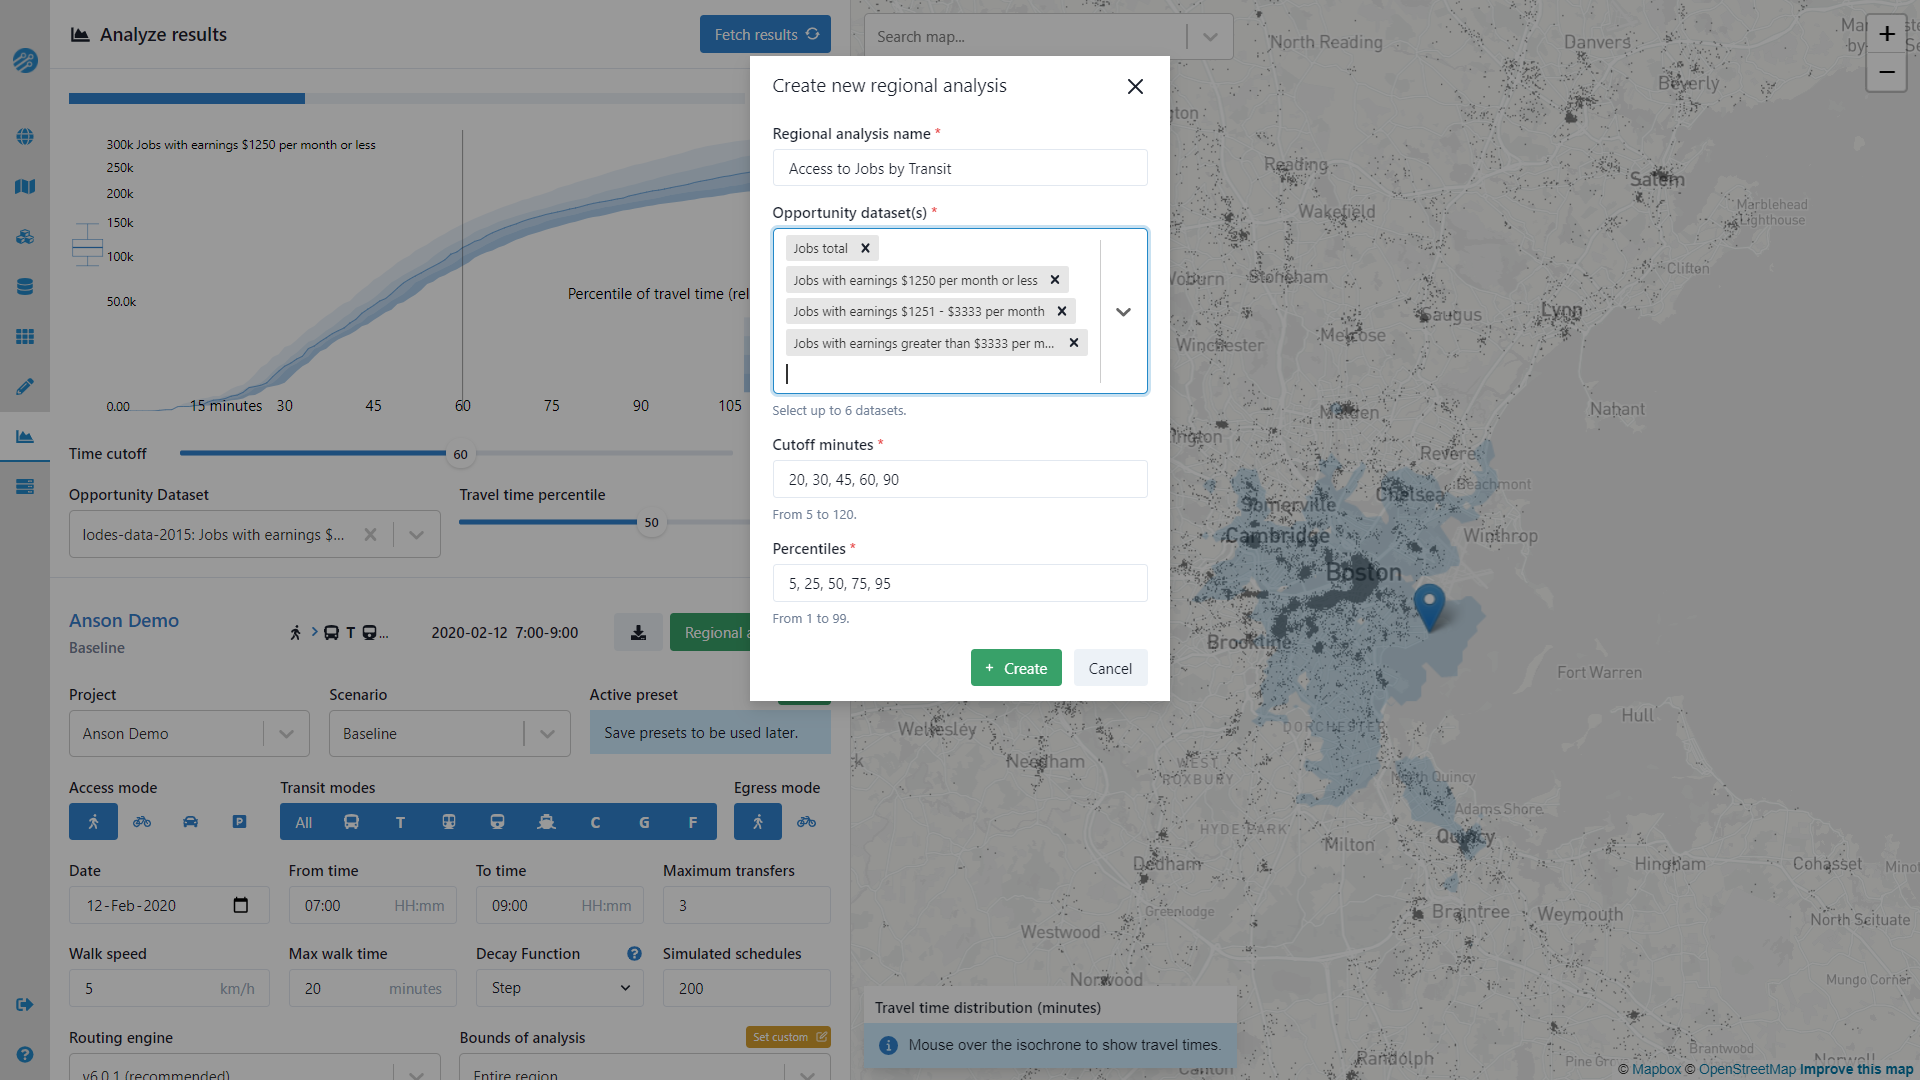 Analyze results
Fetch results
300k Jobs with earnings $1250 per month or less
250k
200k
150k
100k
50.0k
0.00
Percentile of travel time (rel
15 minutes 30 45 60 75 90 105
Time cutoff
60
Opportunity Dataset
lodes-data-2015: Jobs with earnings $...
Travel time percentile
50
Anson Demo
Baseline
T
...
2020-02-12 7:00-9:00
Regional a
Project
Anson Demo
Scenario
Baseline
Active preset
Save presets to be used later.
Access mode
P
Transit modes
All T C G F
Egress mode
Date
12-Feb-2020
From time
07:00 HH:mm
To time
09:00 HH:mm
Maximum transfers
3
Walk speed
5 km/h
Max walk time
20 minutes
Decay Function
?
Step
Simulated schedules
200
Routing engine
v6.0.1 (recommended)
Bounds of analysis
Set custom
Entire region
?
Create new regional analysis
Regional analysis name *
Access to Jobs by Transit
Opportunity dataset(s) *
Jobs total
Jobs with earnings $1250 per month or less
Jobs with earnings $1251 - $3333 per month
Jobs with earnings greater than $3333 per m...
Select up to 6 datasets.
Cutoff minutes *
20, 30, 45, 60, 90
From 5 to 120.
Percentiles *
5, 25, 50, 75, 95
From 1 to 99.
+ Create
Cancel
Search map...
+
−
North Reading
Danvers
Beverly
Reading
Salem
Wakefield
Marblehead
Lighthouse
Stoneham
Clifton
Lynn
Saugus
Melrose
Winchester
Malden
Nahant
Revere
Beachmont
Chelsea
Somerville
Cambridge
Winthrop
Boston
Brookline
Fort Warren
Hull
DORCHESTER
Wellesley
Needham
WEST
ROXBURY
North Quincy
Adams Shore
HYDE PARK
Quincy
Milton
Dedham
Hingham
Cohasset
Greenlodge
Braintree
Weymouth
North Scituate
Westwood
Norwood
Mungo Corner
Travel time distribution (minutes)
Mouse over the isochrone to show travel times.
Randolph
Brantwood
Norwell
Canton
© Mapbox © OpenStreetMap Improve this map